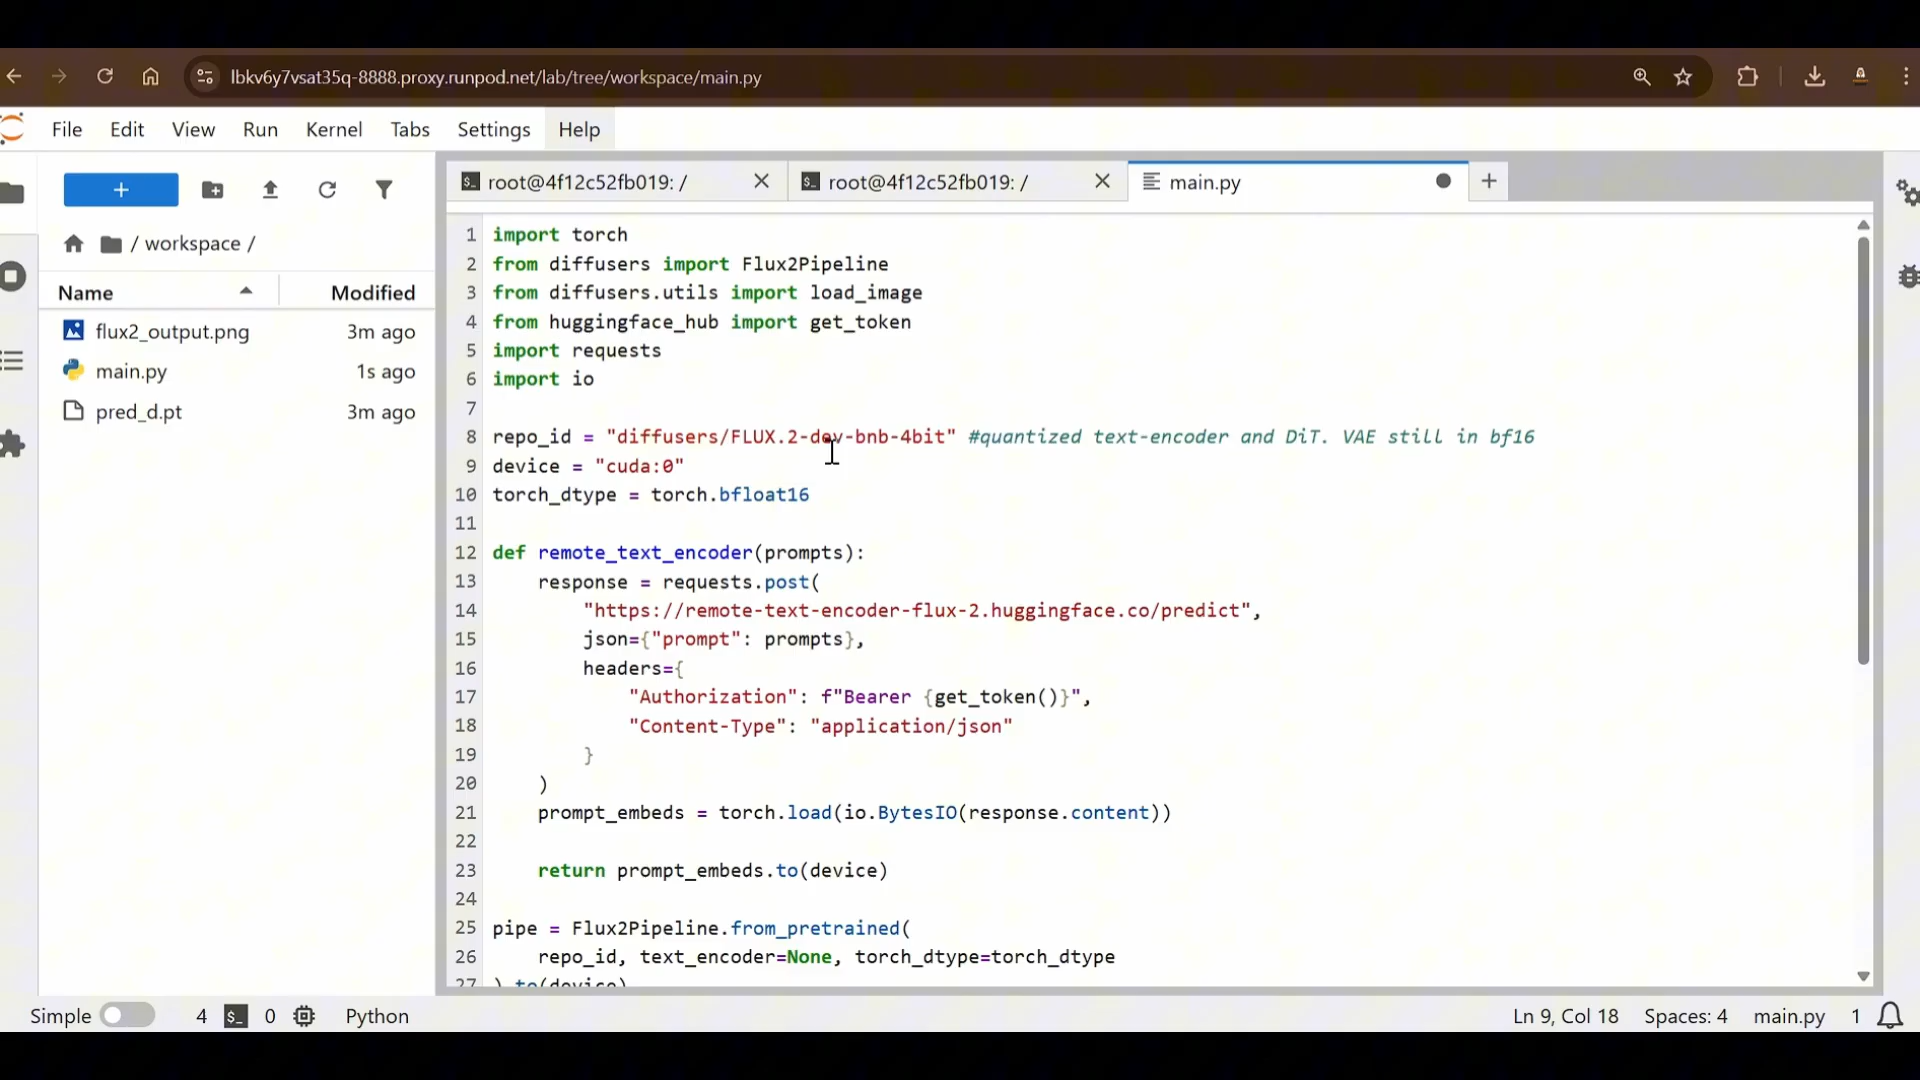 lbkv6y7vsat35q-8888.proxy.runpod.net/lab/tree/workspace/main.py
File Edit View Run Kernel Tabs Settings Help
root@4f12c52fb019: / root@4f12c52fb019: / main.py
/ workspace /
Name Modified
flux2_output.png 3m ago
main.py 1s ago
pred_d.pt 3m ago
1 import torch
2 from diffusers import Flux2Pipeline
3 from diffusers.utils import load_image
4 from huggingface_hub import get_token
5 import requests
6 import io
7
8 repo_id = "diffusers/FLUX.2-dev-bnb-4bit" #quantized text-encoder and DiT. VAE still in bf16
9 device = "cuda:0"
10 torch_dtype = torch.bfloat16
11
12 def remote_text_encoder(prompts):
13     response = requests.post(
14         "https://remote-text-encoder-flux-2.huggingface.co/predict",
15         json={"prompt": prompts},
16         headers={
17             "Authorization": f"Bearer {get_token()}",
18             "Content-Type": "application/json"
19         }
20     )
21     prompt_embeds = torch.load(io.BytesIO(response.content))
22
23     return prompt_embeds.to(device)
24
25 pipe = Flux2Pipeline.from_pretrained(
26     repo_id, text_encoder=None, torch_dtype=torch_dtype
27 ).to(device)
Simple 4 0 Python Ln 9, Col 18 Spaces: 4 main.py 1